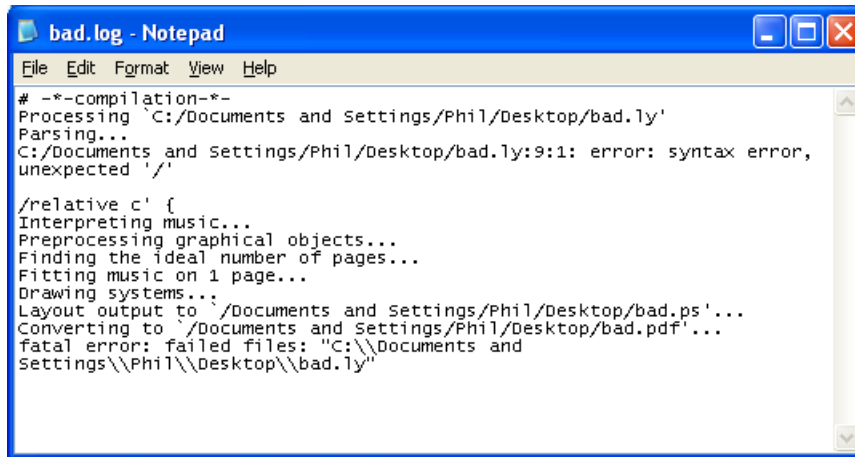 bad.log - Notepad
File Edit Format View Help
# -*-compilation-*-
Processing `C:/Documents and Settings/Phil/Desktop/bad.ly'
Parsing...
C:/Documents and Settings/Phil/Desktop/bad.ly:9:1: error: syntax error,
unexpected '/'

/relative c' {
Interpreting music...
Preprocessing graphical objects...
Finding the ideal number of pages...
Fitting music on 1 page...
Drawing systems...
Layout output to `/Documents and Settings/Phil/Desktop/bad.ps'...
Converting to `/Documents and Settings/Phil/Desktop/bad.pdf'...
fatal error: failed files: "C:\\Documents and
Settings\\Phil\\Desktop\\bad.ly"